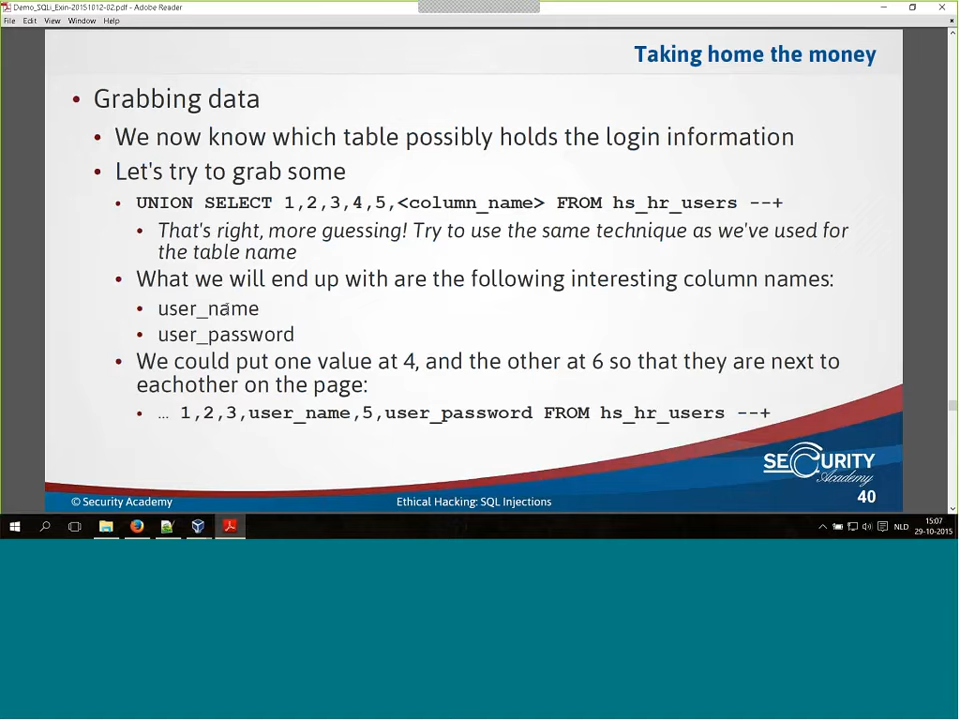 Demo_SQLi_Exin-20151012-02.pdf - Adobe Reader
File Edit View Window Help
Taking home the money
• Grabbing data
• We now know which table possibly holds the login information
• Let's try to grab some
• UNION SELECT 1,2,3,4,5,<column_name> FROM hs_hr_users --+
• That's right, more guessing! Try to use the same technique as we've used for
the table name
• What we will end up with are the following interesting column names:
• user_name
• user_password
• We could put one value at 4, and the other at 6 so that they are next to
eachother on the page:
• … 1,2,3,user_name,5,user_password FROM hs_hr_users --+
SECURITY
Academy
© Security Academy
Ethical Hacking: SQL Injections
40
NLD
15:07
29-10-2015